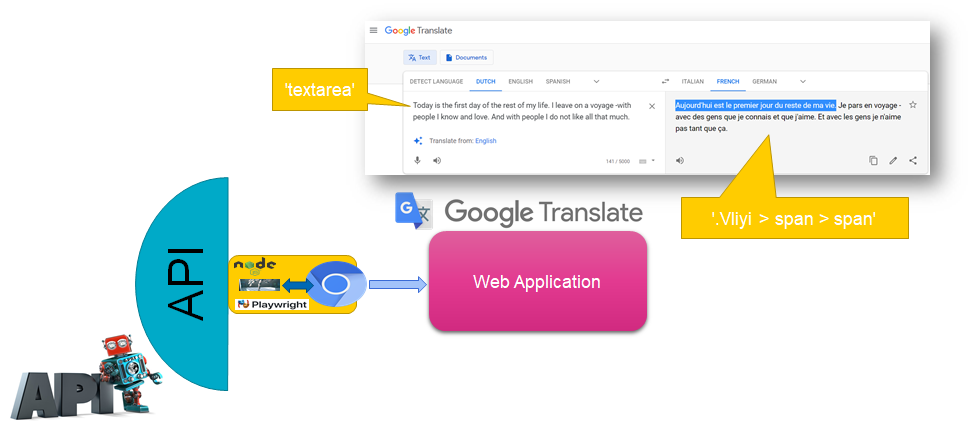 Google Translate
Text
Documents
DETECT LANGUAGE DUTCH ENGLISH SPANISH ITALIAN FRENCH GERMAN
Today is the first day of the rest of my life. I leave on a voyage -with
people I know and love. And with people I do not like all that much.
Translate from: English
141 / 5000
Aujourd'hui est le premier jour du reste de ma vie. Je pars en voyage -
avec des gens que je connais et que j'aime. Et avec les gens je n'aime
pas tant que ça.
'textarea'
'.Vliyi > span > span'
G
文
Google Translate
Web Application
API
node
JS
Playwright
API